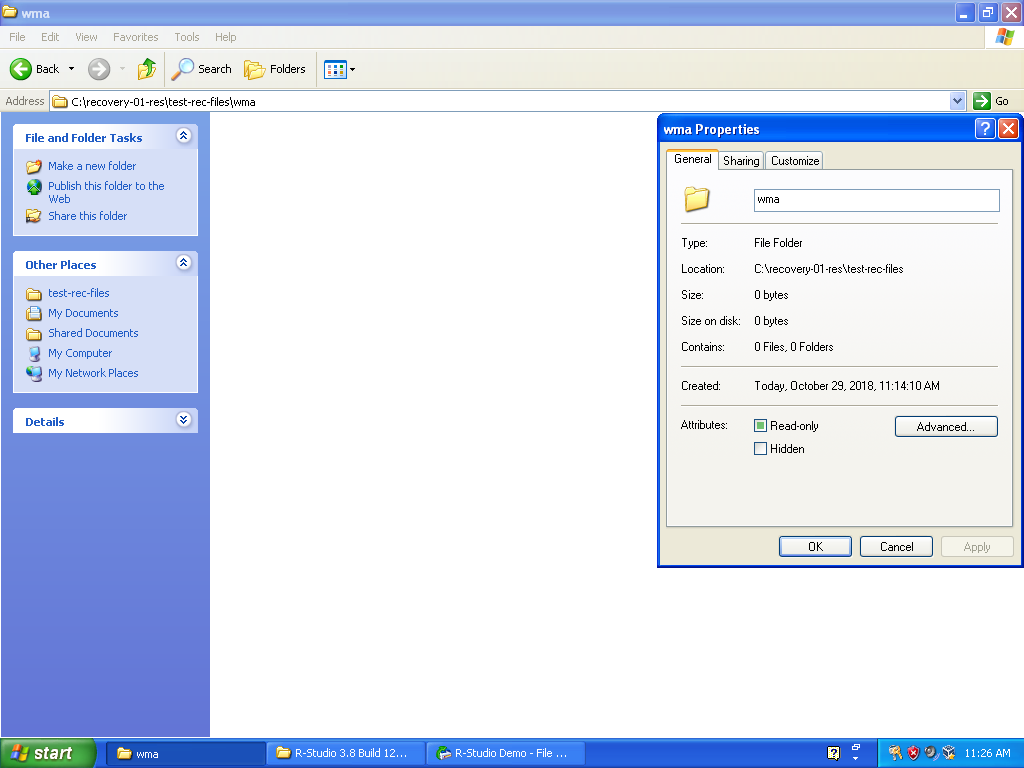 wma
File Edit View Favorites Tools Help
Back Search Folders
Address C:\recovery-01-res\test-rec-files\wma Go
File and Folder Tasks
Make a new folder
Publish this folder to the
Web
Share this folder
Other Places
test-rec-files
My Documents
Shared Documents
My Computer
My Network Places
Details
wma Properties
General Sharing Customize
wma
Type: File Folder
Location: C:\recovery-01-res\test-rec-files
Size: 0 bytes
Size on disk: 0 bytes
Contains: 0 Files, 0 Folders
Created: Today, October 29, 2018, 11:14:10 AM
Attributes: Read-only Advanced...
Hidden
OK Cancel Apply
start wma R-Studio 3.8 Build 12... R-Studio Demo - File ... 11:26 AM